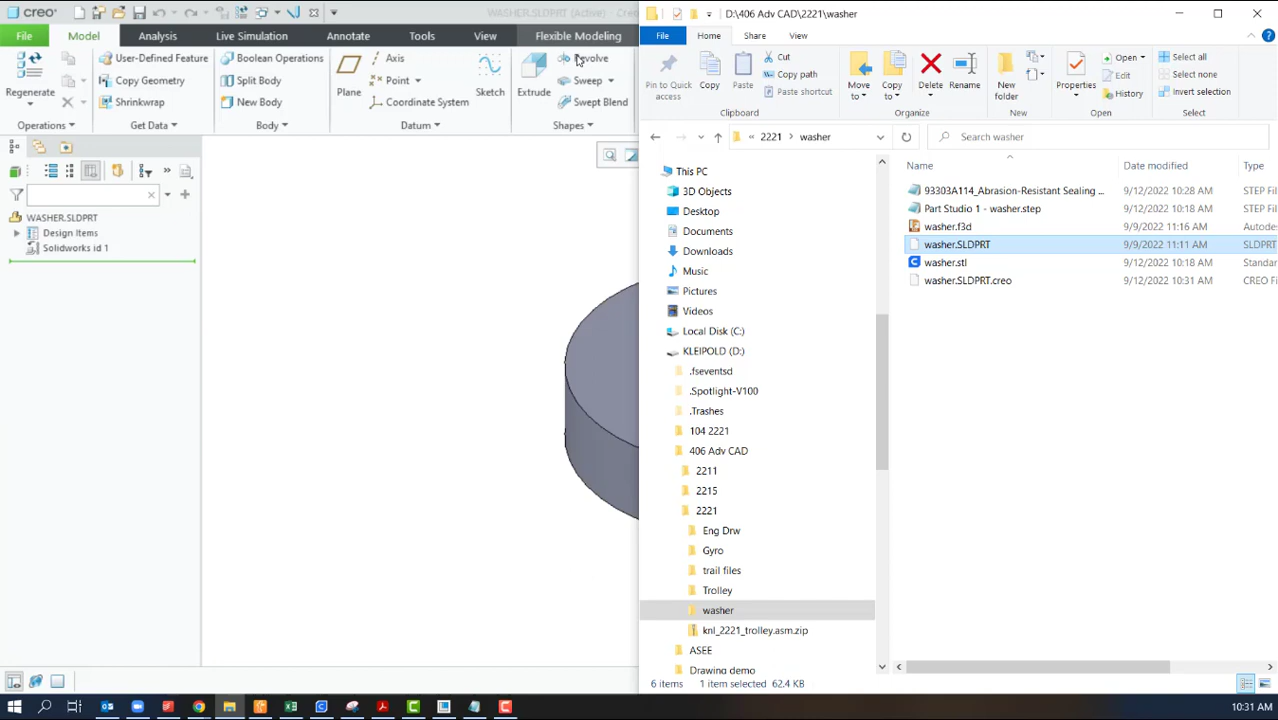 creo
WASHER.SLDPRT (Active) - Creo
D:\406 Adv CAD\2221\washer
File Model Analysis Live Simulation Annotate Tools View Flexible Modeling
File Home Share View
Regenerate
User-Defined Feature
Copy Geometry
Shrinkwrap
Boolean Operations
Split Body
New Body
Plane
Axis
Point
Coordinate System
Sketch
Extrude
Revolve
Sweep
Swept Blend
Operations Get Data Body Datum Shapes
Pin to Quick access
Copy
Paste
Cut
Copy path
Paste shortcut
Move to
Copy to
Delete
Rename
New folder
Properties
Open
Edit
History
Select all
Select none
Invert selection
Clipboard Organize New Open Select
« 2221 > washer
Search washer
WASHER.SLDPRT
Design Items
Solidworks id 1
This PC
3D Objects
Desktop
Documents
Downloads
Music
Pictures
Videos
Local Disk (C:)
KLEIPOLD (D:)
.fseventsd
.Spotlight-V100
.Trashes
104 2221
406 Adv CAD
2211
2215
2221
Eng Drw
Gyro
trail files
Trolley
washer
knl_2221_trolley.asm.zip
ASEE
Drawing demo
Name Date modified Type
93303A114_Abrasion-Resistant Sealing ... 9/12/2022 10:28 AM STEP Fil
Part Studio 1 - washer.step 9/12/2022 10:18 AM STEP Fil
washer.f3d 9/9/2022 11:16 AM Autodes
washer.SLDPRT 9/9/2022 11:11 AM SLDPRT
washer.stl 9/12/2022 10:18 AM Standar
washer.SLDPRT.creo 9/12/2022 10:31 AM CREO Fi
6 items 1 item selected 62.4 KB
10:31 AM